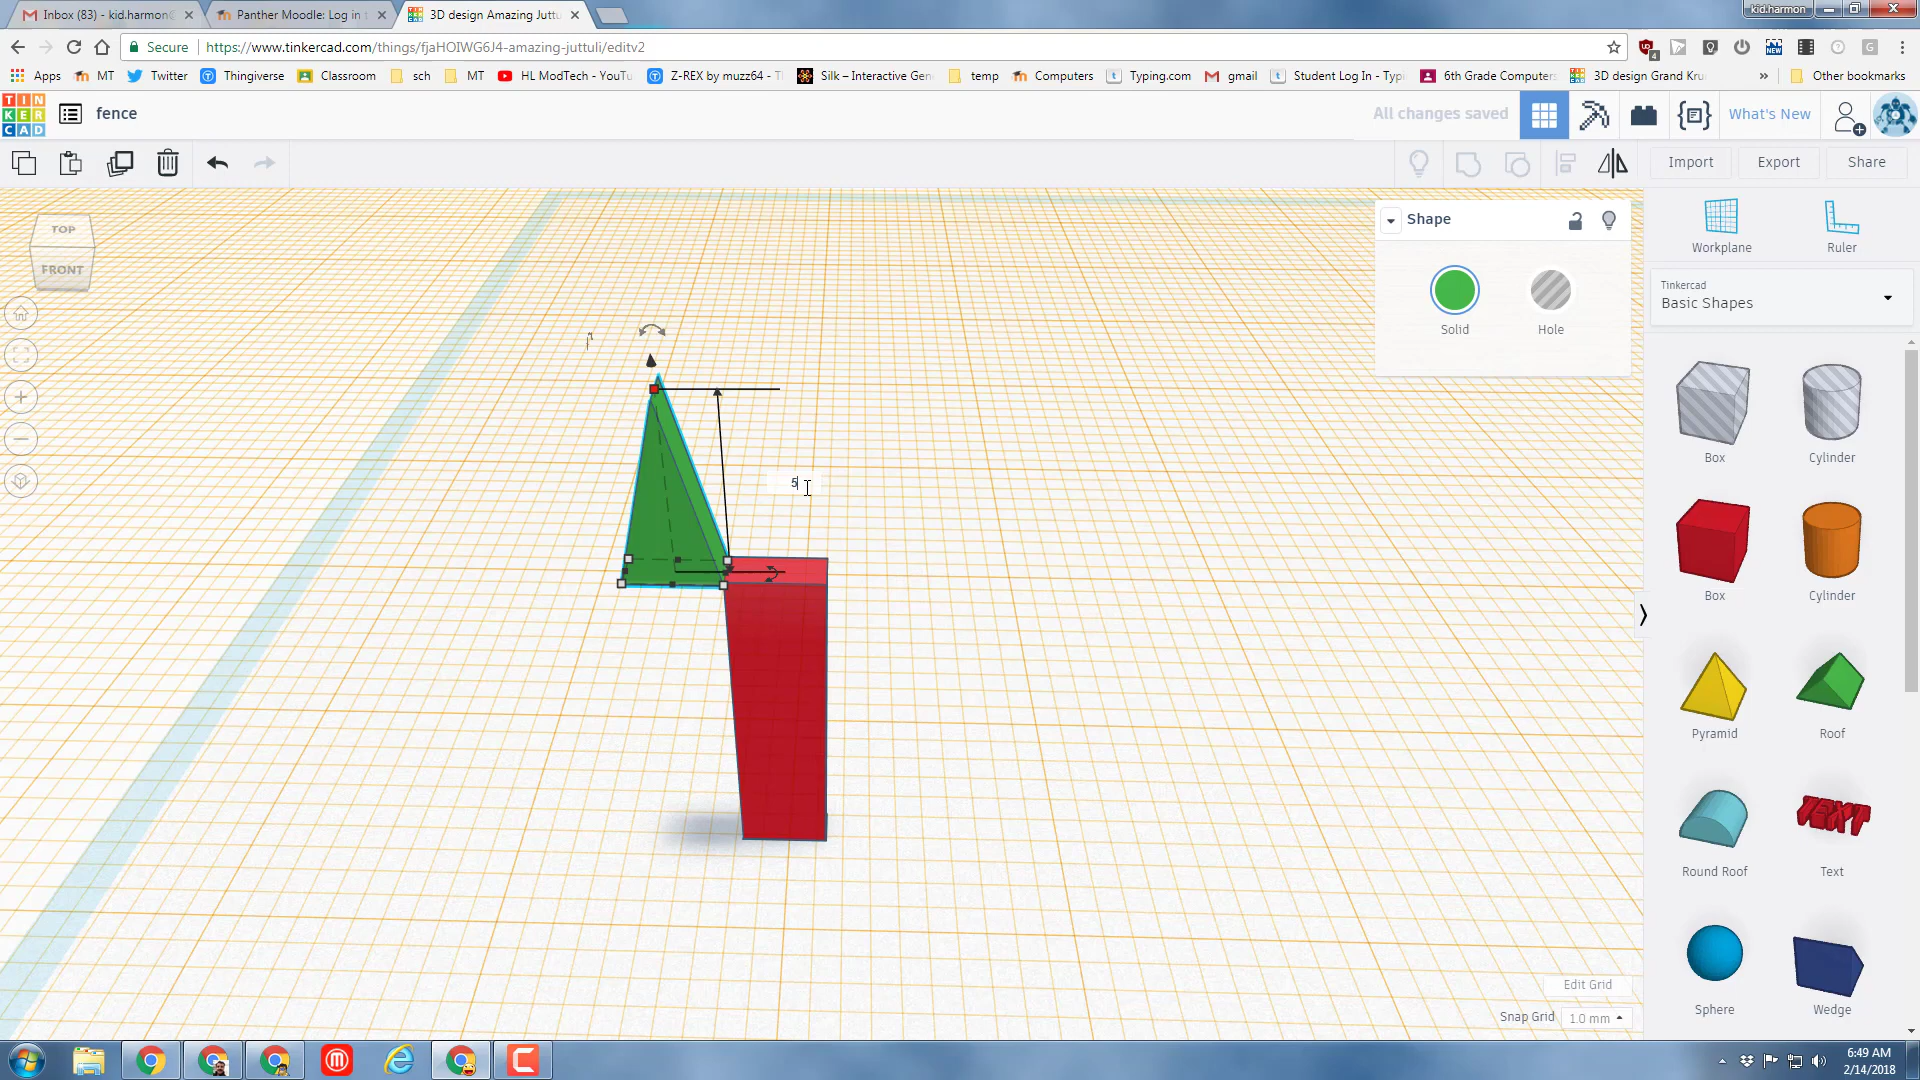 Inbox (83) - kid.harmon@
Panther Moodle: Log in t
3D design Amazing Juttu
kid.harmon
Secure
https://www.tinkercad.com/things/fjaHOIWG6J4-amazing-juttuli/editv2
4
NEW
G
Apps
MT
Twitter
Thingiverse
Classroom
sch
MT
HL ModTech - YouTu
Z-REX by muzz64 - T
Silk – Interactive Gen
temp
Computers
Typing.com
gmail
Student Log In - Typi
6th Grade Computers
3D design Grand Kru
»
Other bookmarks
TIN
KER
CAD
fence
All changes saved
What's New
Import
Export
Share
TOP
FRONT
5
Shape
Solid
Hole
Workplane
Ruler
Tinkercad
Basic Shapes
Box
Cylinder
Box
Cylinder
Pyramid
Roof
Round Roof
TEXT
Text
Sphere
Wedge
Edit Grid
Snap Grid
1.0 mm
6:49 AM
2/14/2018